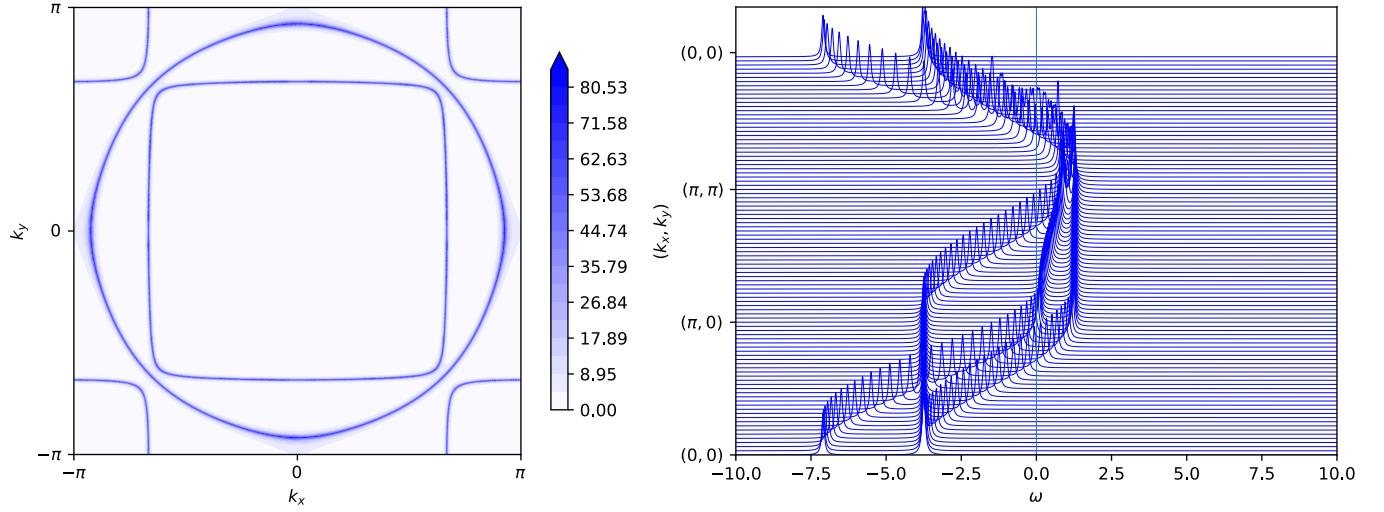 π
0
−π
k_y
−π
0
π
k_x
80.53
71.58
62.63
53.68
44.74
35.79
26.84
17.89
8.95
0.00
(0, 0)
(π, π)
(π, 0)
(0, 0)
(k_x, k_y)
−10.0
−7.5
−5.0
−2.5
0.0
2.5
5.0
7.5
10.0
ω